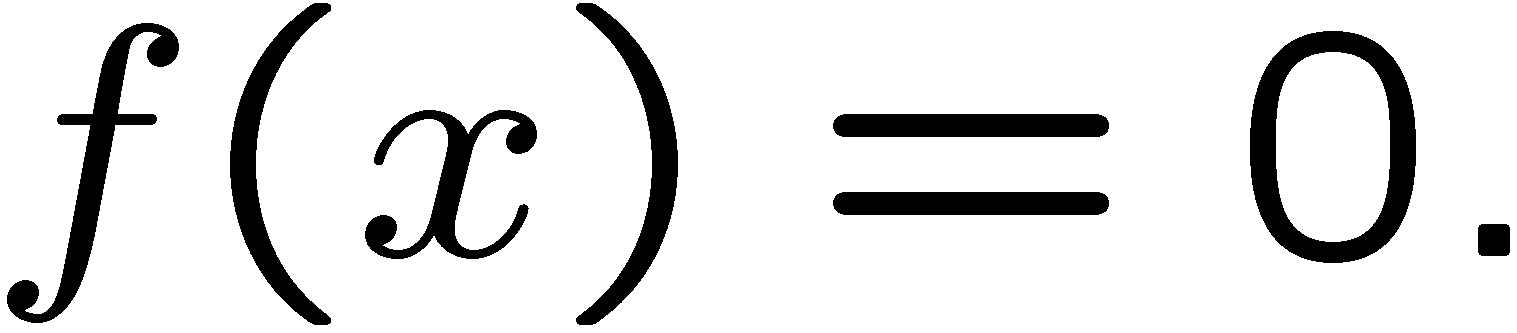 f(x) = 0.